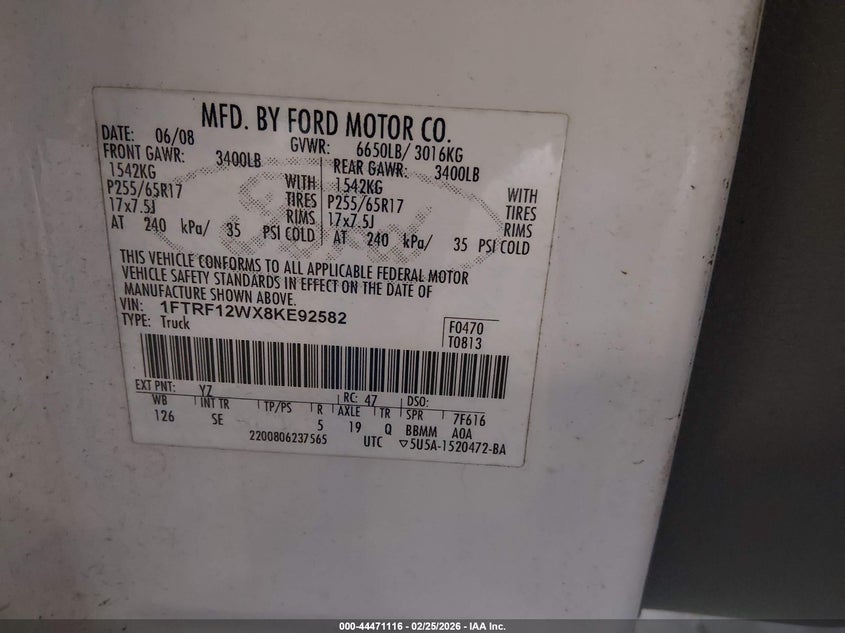 MFD. BY FORD MOTOR CO.
DATE: 06/08 GVWR: 6650LB/ 3016KG
FRONT GAWR: 3400LB REAR GAWR: 3400LB
1542KG WITH 1542KG WITH
P255/65R17 TIRES P255/65R17 TIRES
17x7.5J RIMS 17x7.5J RIMS
AT 240 kPa/ 35 PSI COLD AT 240 kPa/ 35 PSI COLD
THIS VEHICLE CONFORMS TO ALL APPLICABLE FEDERAL MOTOR
VEHICLE SAFETY STANDARDS IN EFFECT ON THE DATE OF
MANUFACTURE SHOWN ABOVE.
VIN: 1FTRF12WX8KE92582
TYPE: Truck
F0470
T0813
EXT PNT: YZ RC: 47 DSO:
WB INT TR TP/PS R AXLE TR SPR 7F616
126 SE 5 19 Q BBMM A0A
2200806237565 UTC ▽5U5A-1520472-BA
Ford
000-44471116 - 02/25/2026 - IAA Inc.